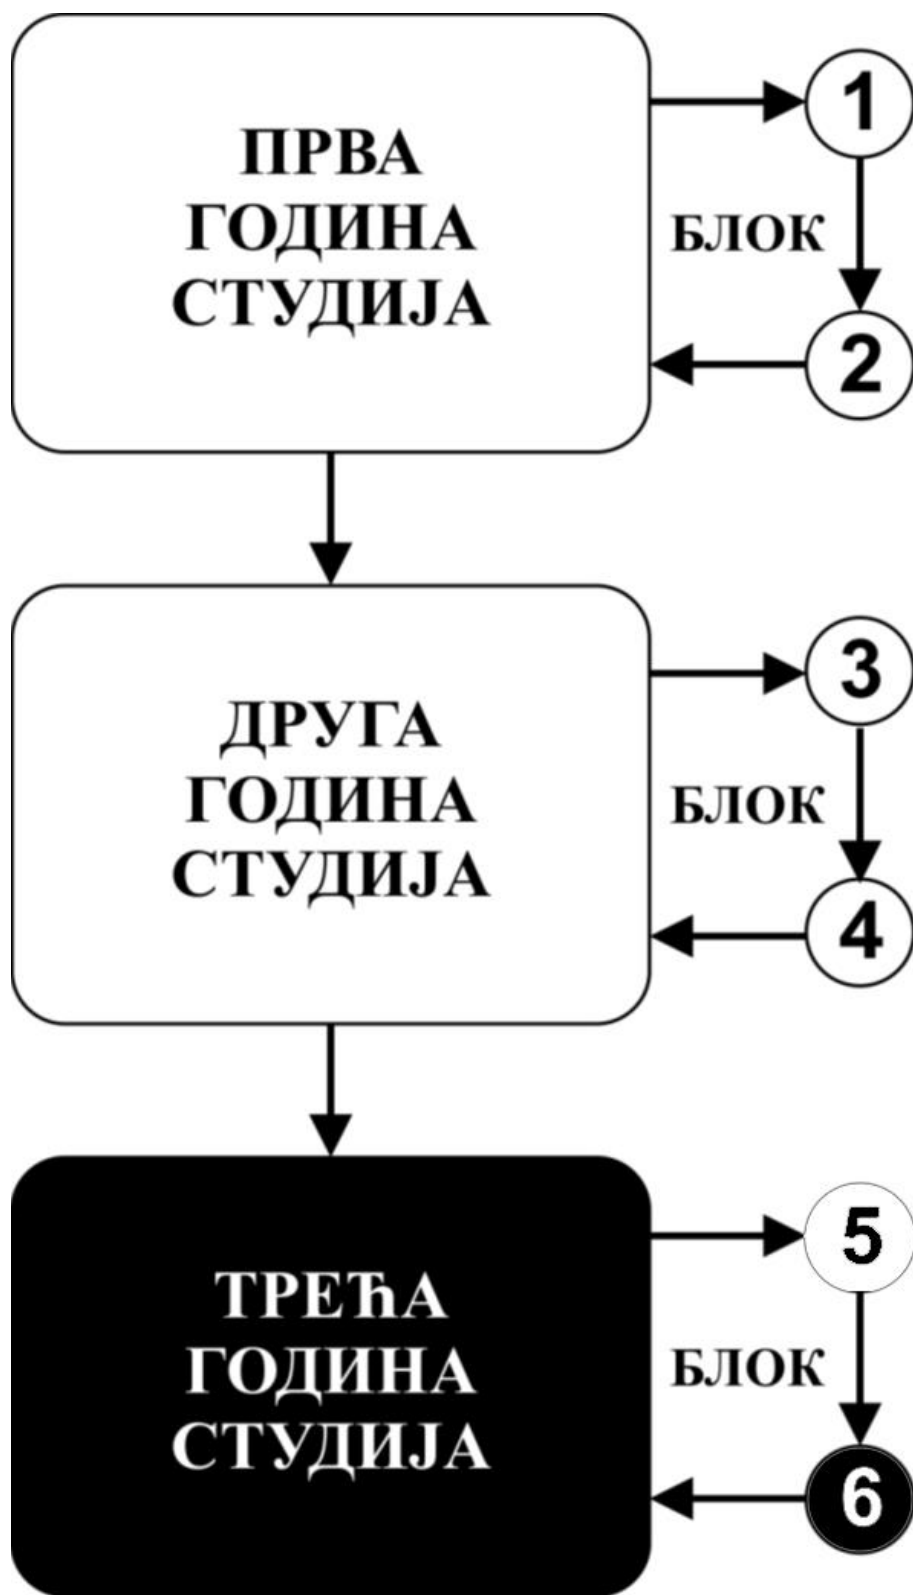 ПРВА
ГОДИНА
СТУДИЈА
1
БЛОК
2
ДРУГА
ГОДИНА
СТУДИЈА
3
БЛОК
4
ТРЕЋА
ГОДИНА
СТУДИЈА
5
БЛОК
6